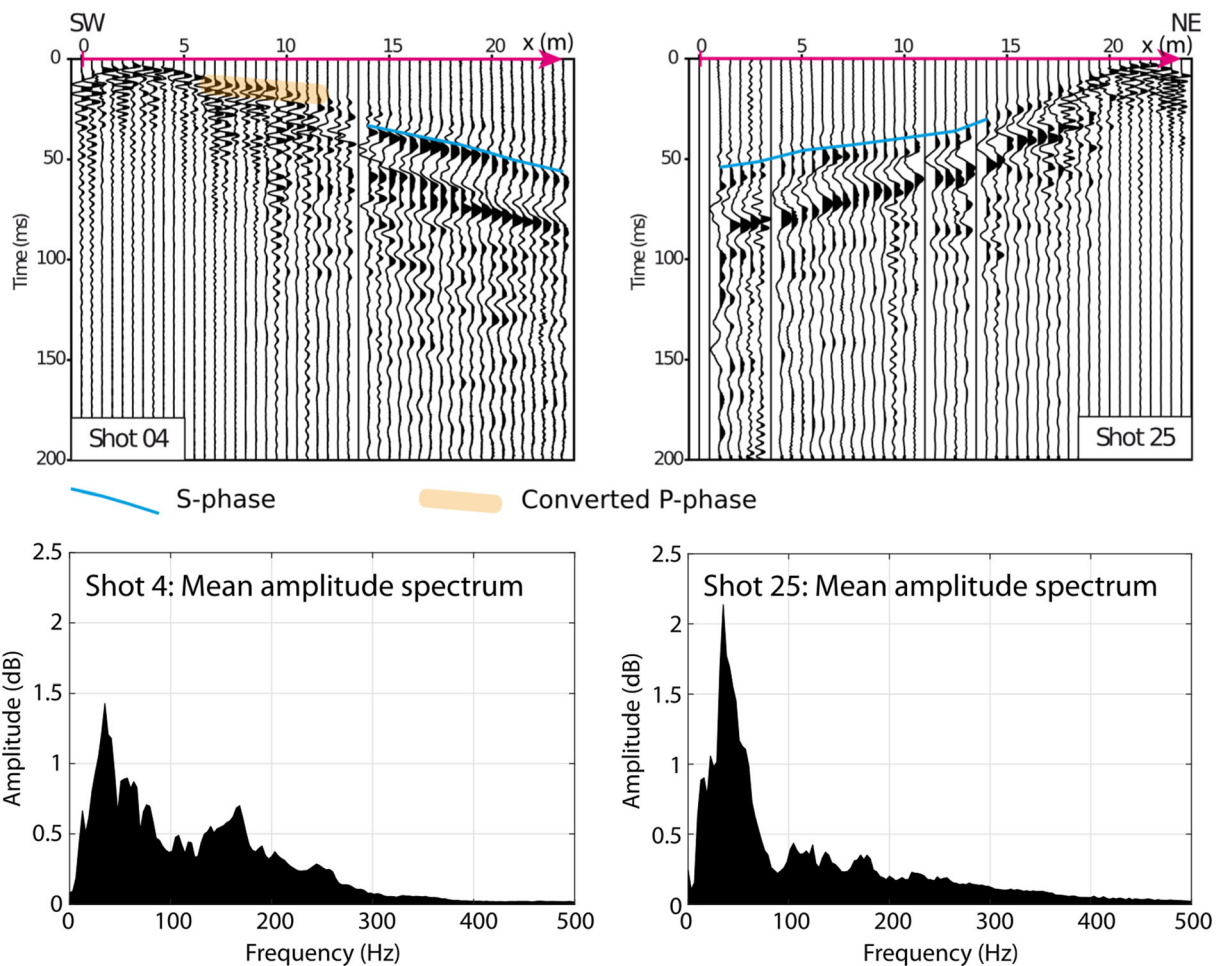 SW
NE
0 5 10 15 20 x (m)
0 5 10 15 20 x (m)
0
50
100
150
200
Time (ms)
Shot 04
0
50
100
150
200
Time (ms)
Shot 25
S-phase
Converted P-phase
Shot 4: Mean amplitude spectrum
2.5
2
1.5
1
0.5
0
Amplitude (dB)
0 100 200 300 400 500
Frequency (Hz)
Shot 25: Mean amplitude spectrum
2.5
2
1.5
1
0.5
0
Amplitude (dB)
0 100 200 300 400 500
Frequency (Hz)